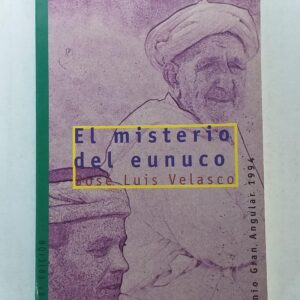 El misterio
del eunuco
José Luis Velasco
Gran Angular 1994